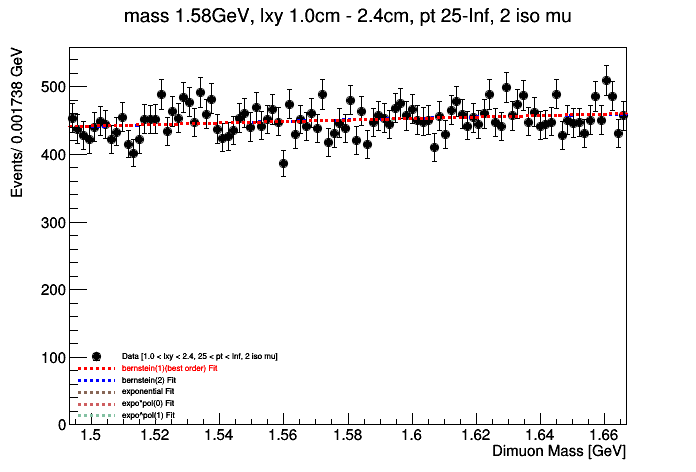 mass 1.58GeV, lxy 1.0cm - 2.4cm, pt 25-Inf, 2 iso mu
Events/ 0.001738 GeV
500
400
300
200
100
0
Data [1.0 < lxy < 2.4, 25 < pt < Inf, 2 iso mu]
bernstein(1)(best order) Fit
bernstein(2) Fit
exponential Fit
expo*pol(0) Fit
expo*pol(1) Fit
1.5 1.52 1.54 1.56 1.58 1.6 1.62 1.64 1.66
Dimuon Mass [GeV]